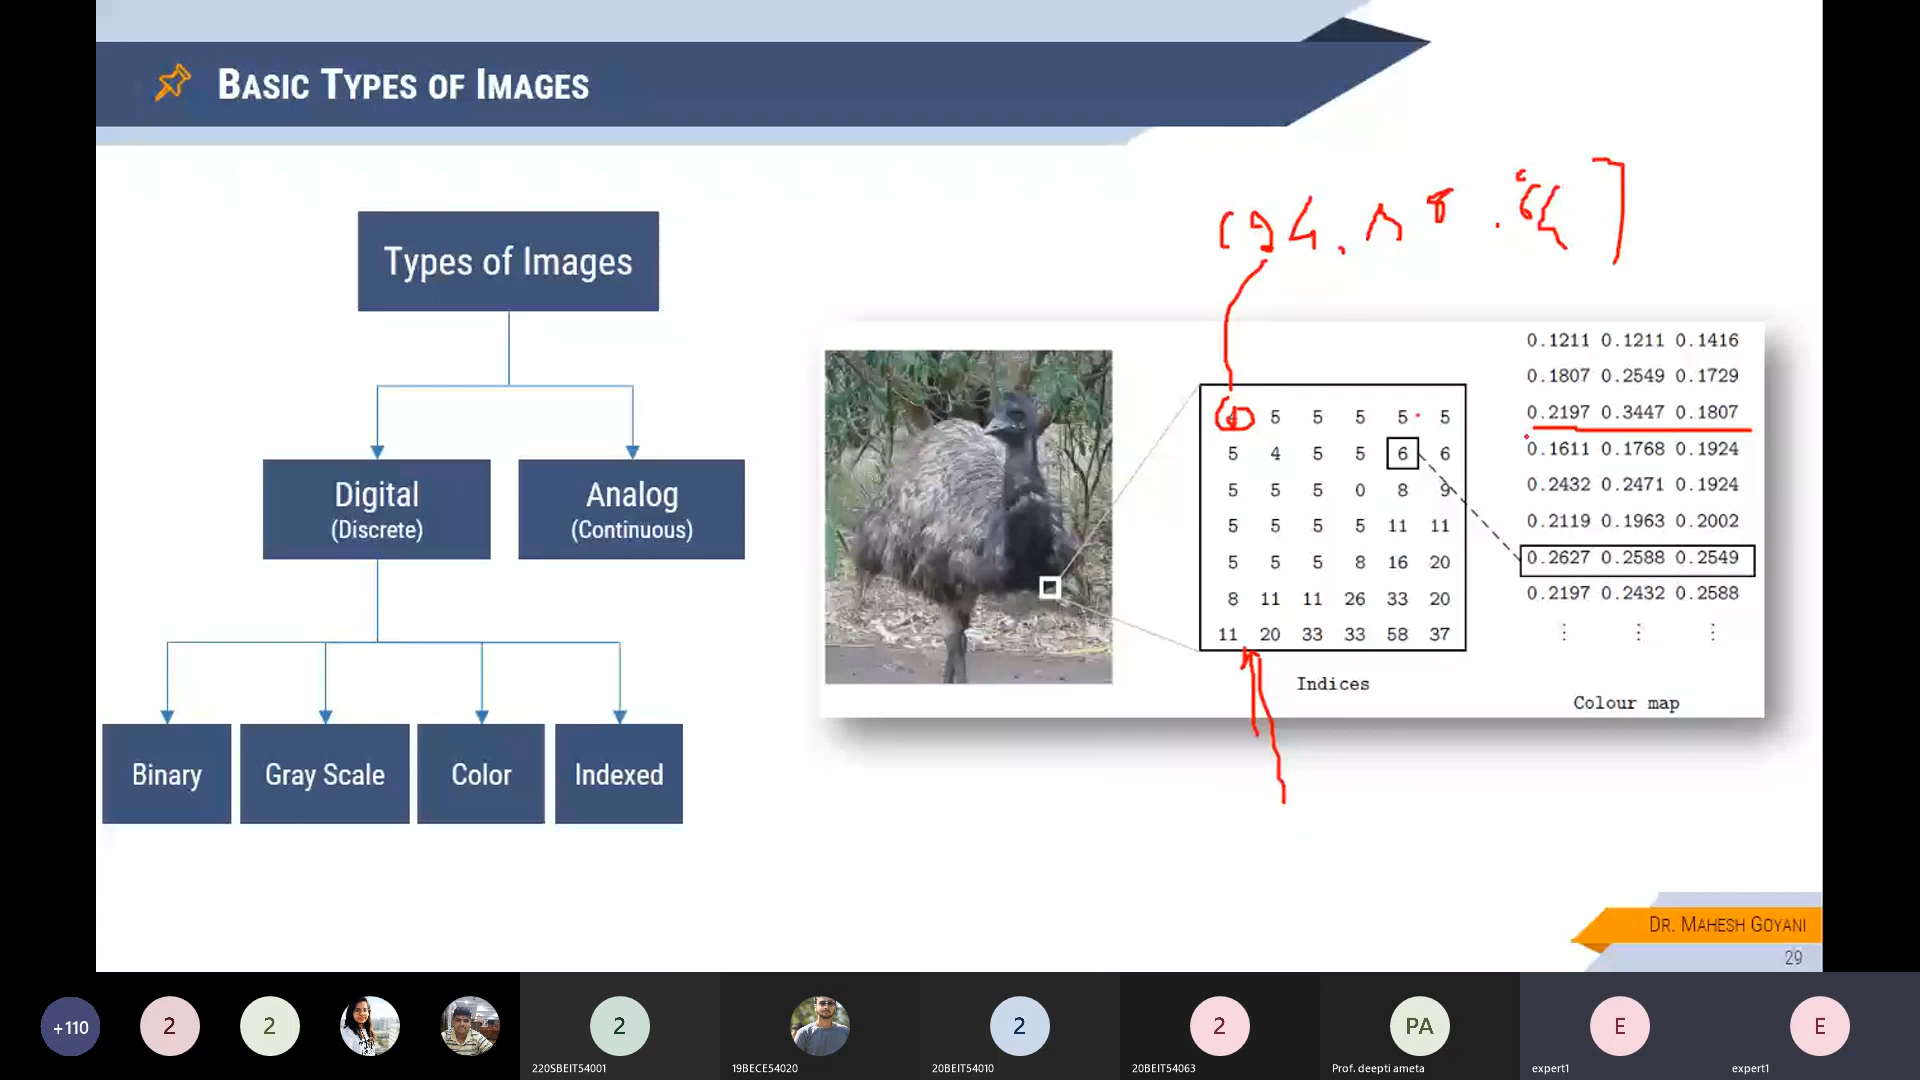 BASIC TYPES OF IMAGES
Types of Images
Digital
(Discrete)
Analog
(Continuous)
Binary
Gray Scale
Color
Indexed
5 5 5 5 5
5 4 5 5 6 6
5 5 5 0 8 9
5 5 5 5 11 11
5 5 5 8 16 20
8 11 11 26 33 20
11 20 33 33 58 37
Indices
0.1211 0.1211 0.1416
0.1807 0.2549 0.1729
0.2197 0.3447 0.1807
0.1611 0.1768 0.1924
0.2432 0.2471 0.1924
0.2119 0.1963 0.2002
0.2627 0.2588 0.2549
0.2197 0.2432 0.2588
⋮ ⋮ ⋮
Colour map
DR. MAHESH GOYANI
29
+110
2
2
2
220SBEIT54001
19BECE54020
2
20BEIT54010
2
20BEIT54063
PA
Prof. deepti ameta
E
expert1
E
expert1